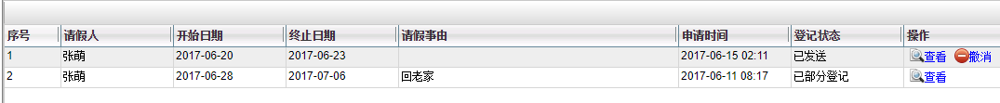 序号 请假人 开始日期 终止日期 请假事由 申请时间 登记状态 操作
1 张萌 2017-06-20 2017-06-23 2017-06-15 02:11 已发送 查看 撤消
2 张萌 2017-06-28 2017-07-06 回老家 2017-06-11 08:17 已部分登记 查看